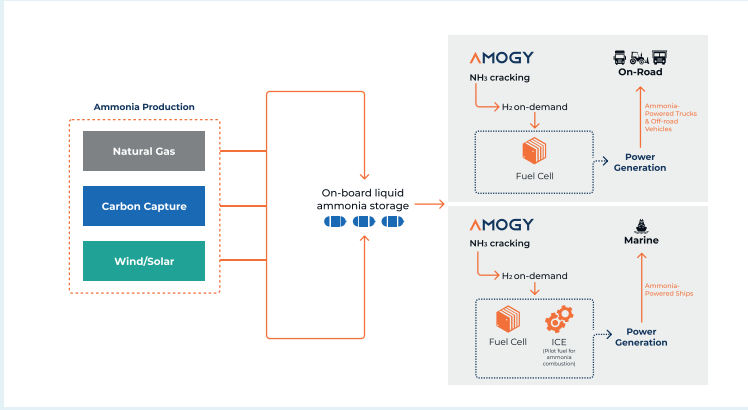 Ammonia Production
Natural Gas
Carbon Capture
Wind/Solar
On-board liquid
ammonia storage
AMOGY
NH₃ cracking
H₂ on-demand
Fuel Cell
Power
Generation
Ammonia-
Powered Trucks
& Off-road
Vehicles
On-Road
AMOGY
NH₃ cracking
H₂ on-demand
Fuel Cell
ICE
(Pilot fuel for
ammonia
combustion)
Power
Generation
Ammonia-
Powered Ships
Marine